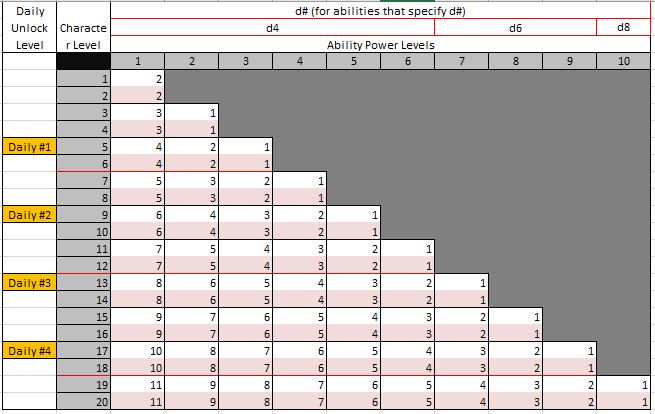 Daily Unlock Level
Character Level
d# (for abilities that specify d#)
d4 d6 d8
Ability Power Levels
1 2 3 4 5 6 7 8 9 10
1 2
2 2
3 3 1
4 3 1
Daily #1 5 4 2 1
6 4 2 1
7 5 3 2 1
8 5 3 2 1
Daily #2 9 6 4 3 2 1
10 6 4 3 2 1
11 7 5 4 3 2 1
12 7 5 4 3 2 1
Daily #3 13 8 6 5 4 3 2 1
14 8 6 5 4 3 2 1
15 9 7 6 5 4 3 2 1
16 9 7 6 5 4 3 2 1
Daily #4 17 10 8 7 6 5 4 3 2 1
18 10 8 7 6 5 4 3 2 1
19 11 9 8 7 6 5 4 3 2 1
20 11 9 8 7 6 5 4 3 2 1